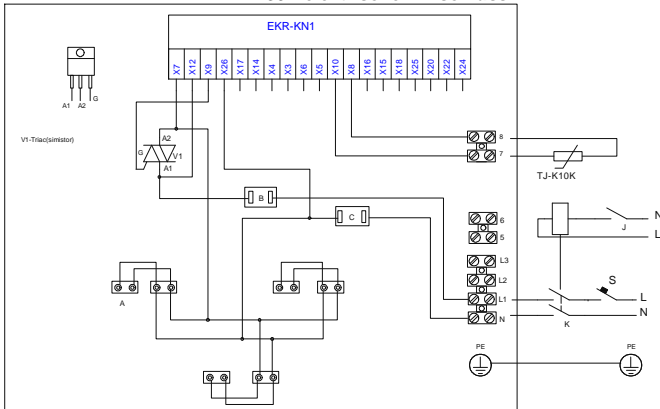 EKR-KN1
X7 X12 X9 X26 X17 X14 X4 X3 X6 X5 X10 X8 X16 X15 X18 X25 X20 X22 X24
A1 A2 G
V1-Triac(simistor)
A2
G V1
A1
8
7
TJ-K10K
B
C
6
5
N
J
L
L3
L2
A
S
L1 L
N N
K
PE PE